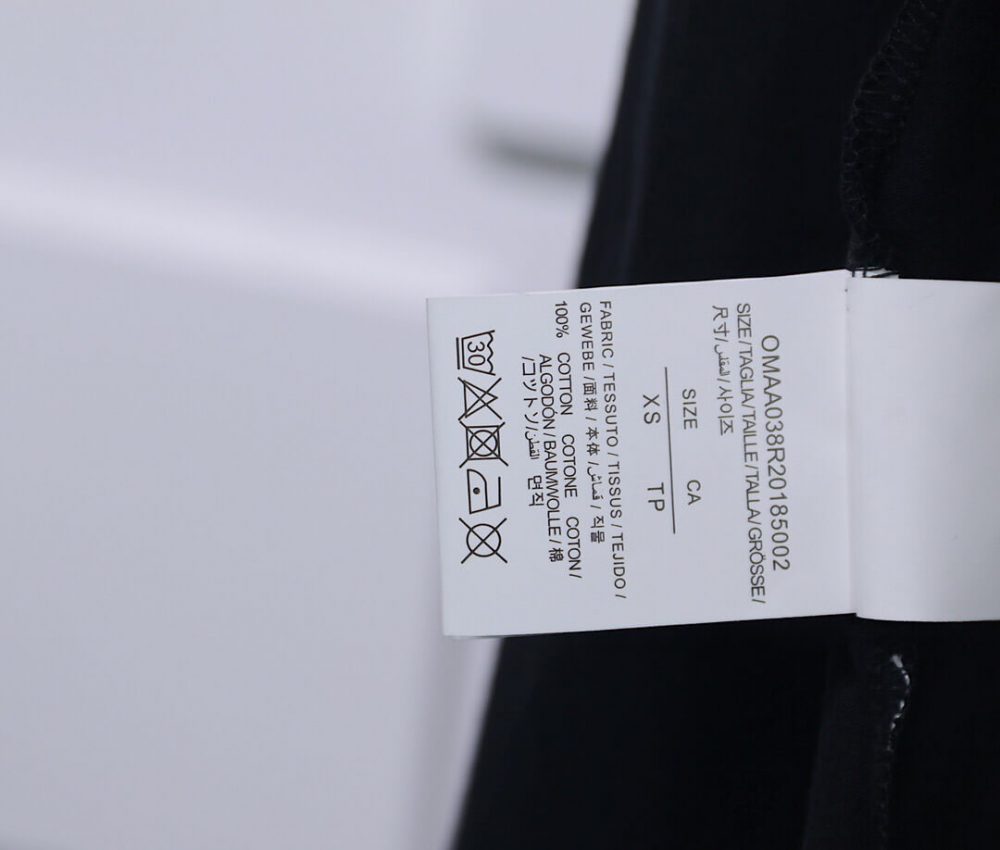 OMAA038R20185002
SIZE/TAGLIA/TAILLE/TALLA/GRÖSSE/
尺寸/المقاس/사이즈
SIZE CA
XS TP
FABRIC / TESSUTO / TISSUS / TEJIDO /
GEWEBE /面料 / 本体 /قماش/ 직물
100% COTTON COTONE COTON/
ALGODÓN / BAUMWOLLE / 棉
/コットン/القطن 면직
30